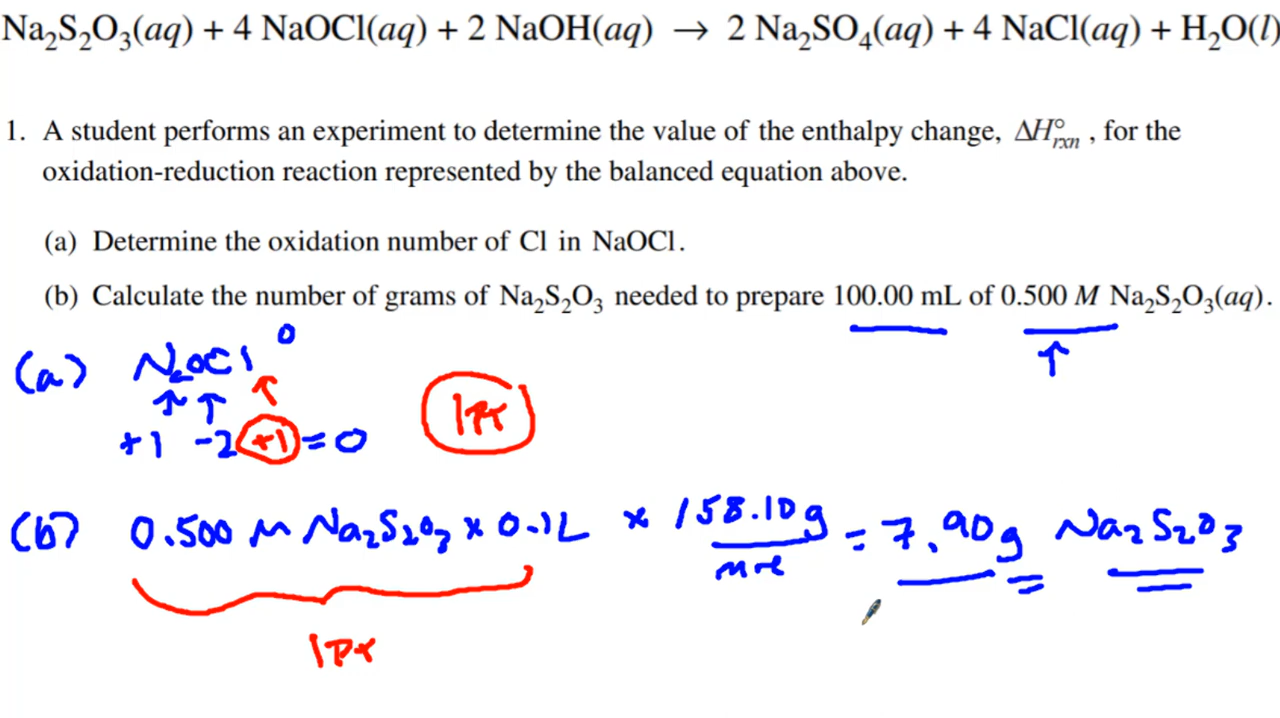 Na₂S₂O₃(aq) + 4 NaOCl(aq) + 2 NaOH(aq) → 2 Na₂SO₄(aq) + 4 NaCl(aq) + H₂O(l)
1. A student performs an experiment to determine the value of the enthalpy change, ΔH°rxn , for the
oxidation-reduction reaction represented by the balanced equation above.
(a) Determine the oxidation number of Cl in NaOCl.
(b) Calculate the number of grams of Na₂S₂O₃ needed to prepare 100.00 mL of 0.500 M Na₂S₂O₃(aq).
(a) NaOCl ⁰
↑ ↑ ↑ ↑
+1 -2 +1 = 0
1pt
(b) 0.500 M Na₂S₂O₃ × 0.1L × 158.10g / mol = 7.90g Na₂S₂O₃
1pt